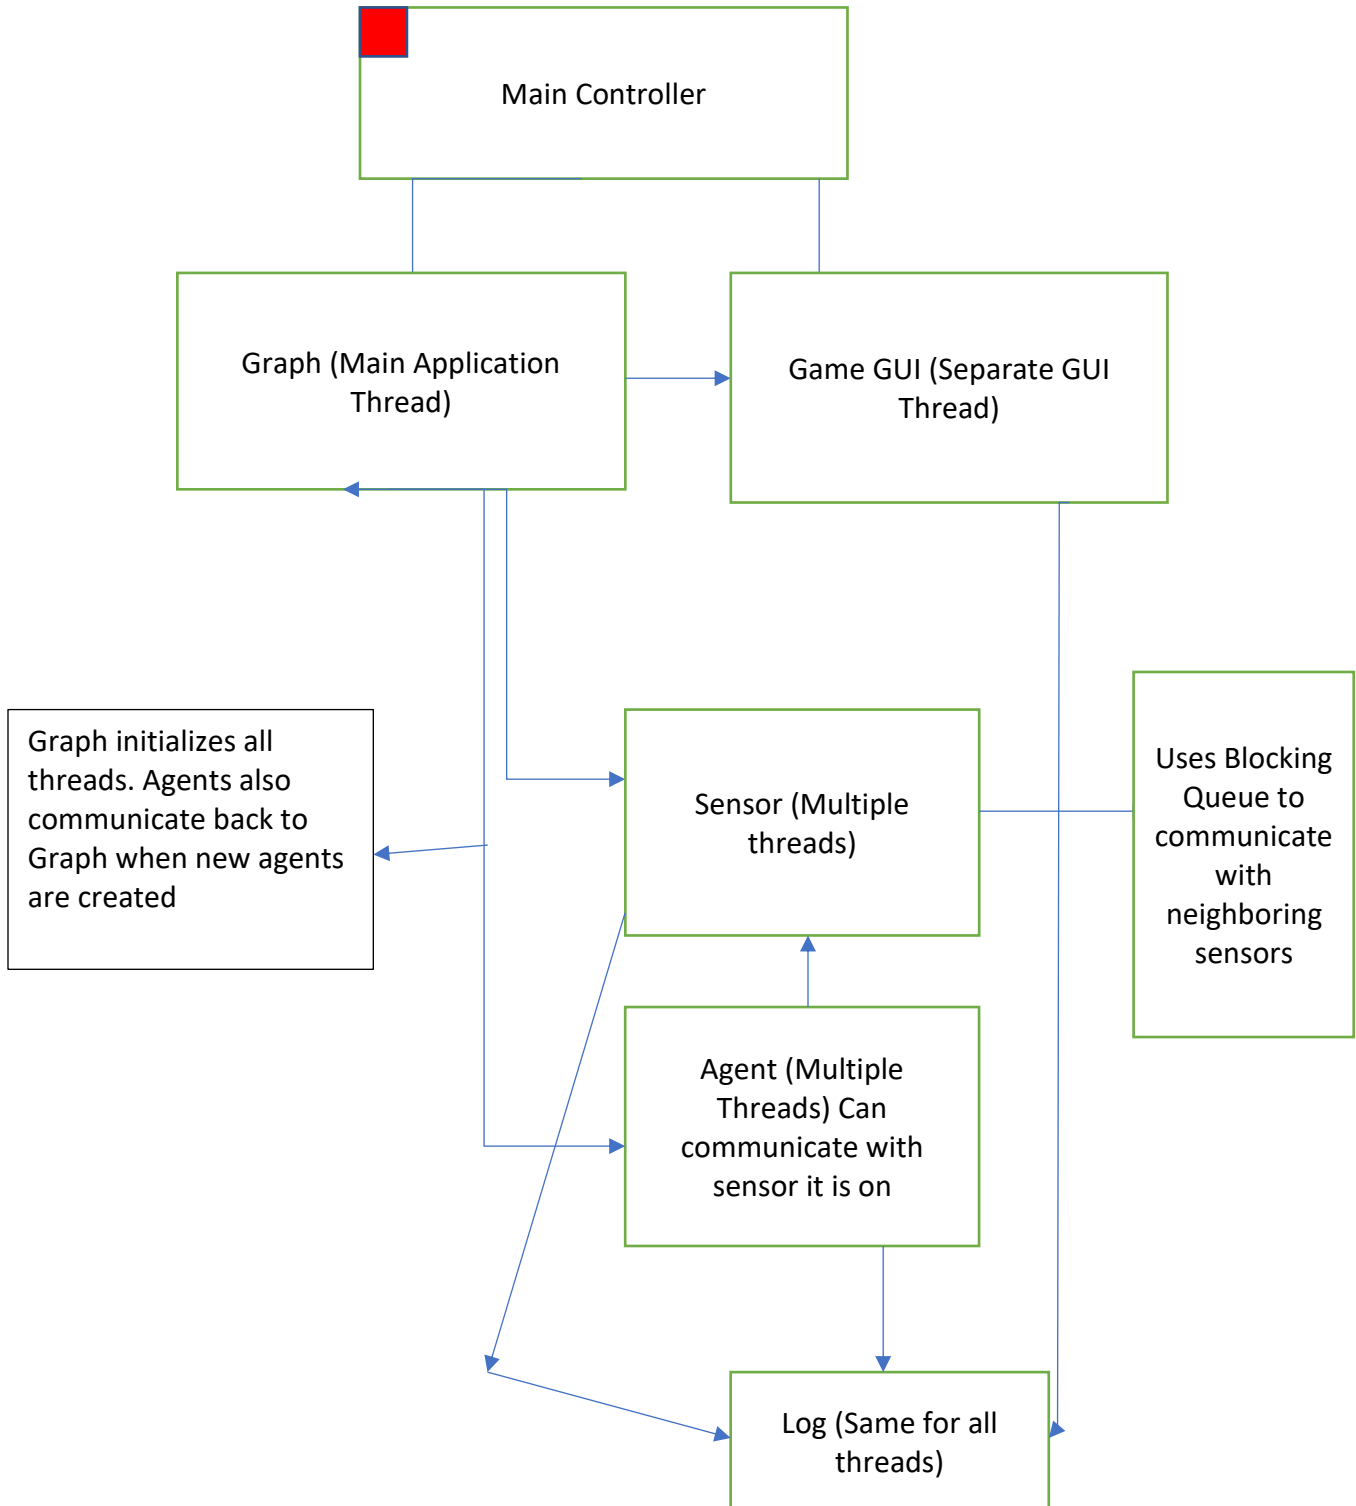 Main Controller
Graph (Main Application
Thread)
Game GUI (Separate GUI
Thread)
Graph initializes all
threads. Agents also
communicate back to
Graph when new agents
are created
Sensor (Multiple
threads)
Uses Blocking
Queue to
communicate
with
neighboring
sensors
Agent (Multiple
Threads) Can
communicate with
sensor it is on
Log (Same for all
threads)